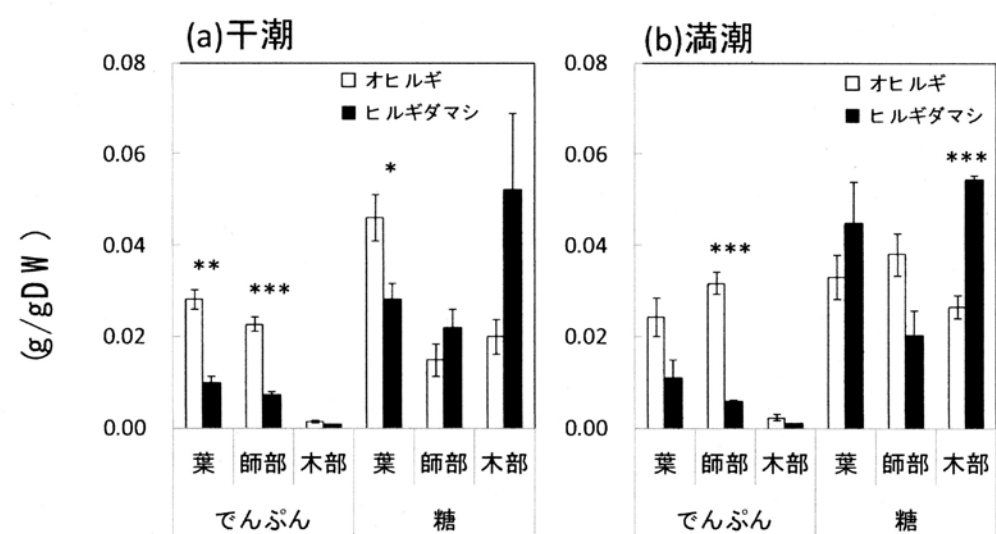 (a)干潮
(b)満潮
(g/gDW)
0.08
0.06
0.04
0.02
0.00
オヒルギ
ヒルギダマシ
**
***
*
葉 師部 木部 葉 師部 木部
でんぷん 糖
0.08
0.06
0.04
0.02
0.00
オヒルギ
ヒルギダマシ
***
***
葉 師部 木部 葉 師部 木部
でんぷん 糖